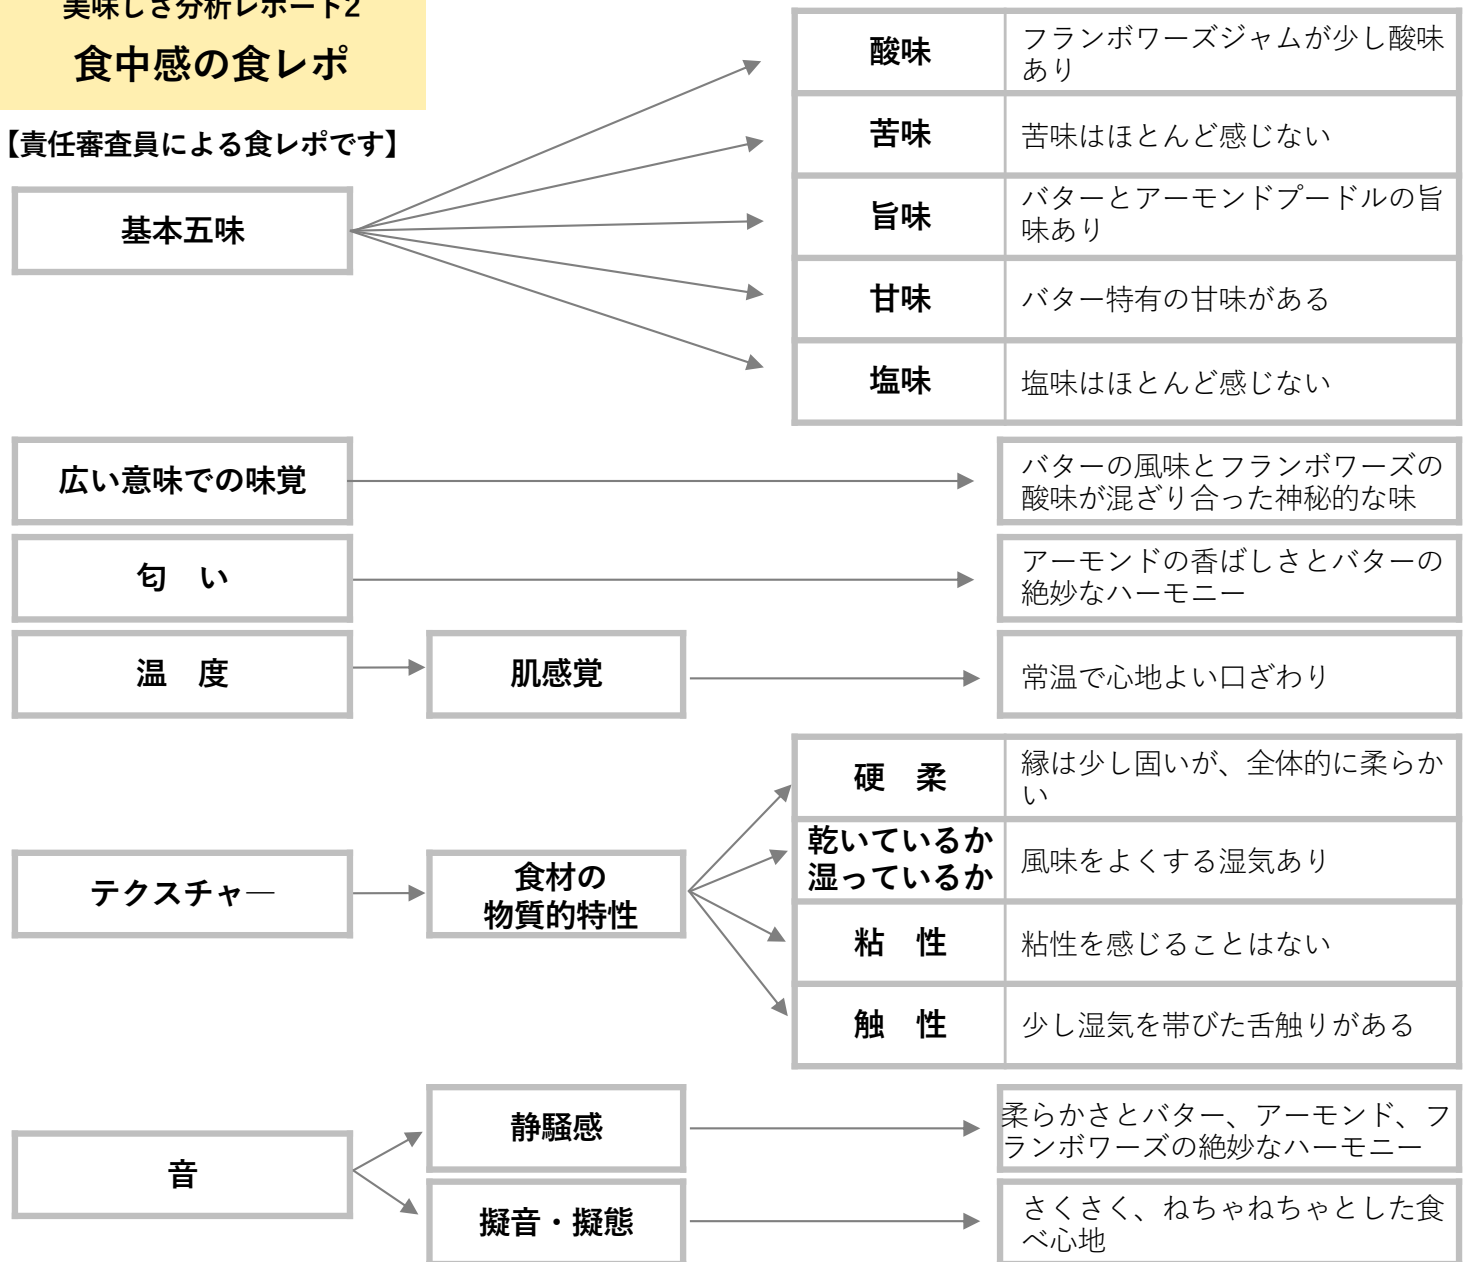 美味しさ分析レポート2
食中感の食レポ
【責任審査員による食レポです】
基本五味
酸味
フランボワーズジャムが少し酸味
あり
苦味
苦味はほとんど感じない
旨味
バターとアーモンドプードルの旨
味あり
甘味
バター特有の甘味がある
塩味
塩味はほとんど感じない
広い意味での味覚
バターの風味とフランボワーズの
酸味が混ざり合った神秘的な味
匂　い
アーモンドの香ばしさとバターの
絶妙なハーモニー
温　度
肌感覚
常温で心地よい口ざわり
テクスチャ―
食材の
物質的特性
硬　柔
縁は少し固いが、全体的に柔らか
い
乾いているか
湿っているか
風味をよくする湿気あり
粘　性
粘性を感じることはない
触　性
少し湿気を帯びた舌触りがある
音
静騒感
柔らかさとバター、アーモンド、フ
ランボワーズの絶妙なハーモニー
擬音・擬態
さくさく、ねちゃねちゃとした食
べ心地